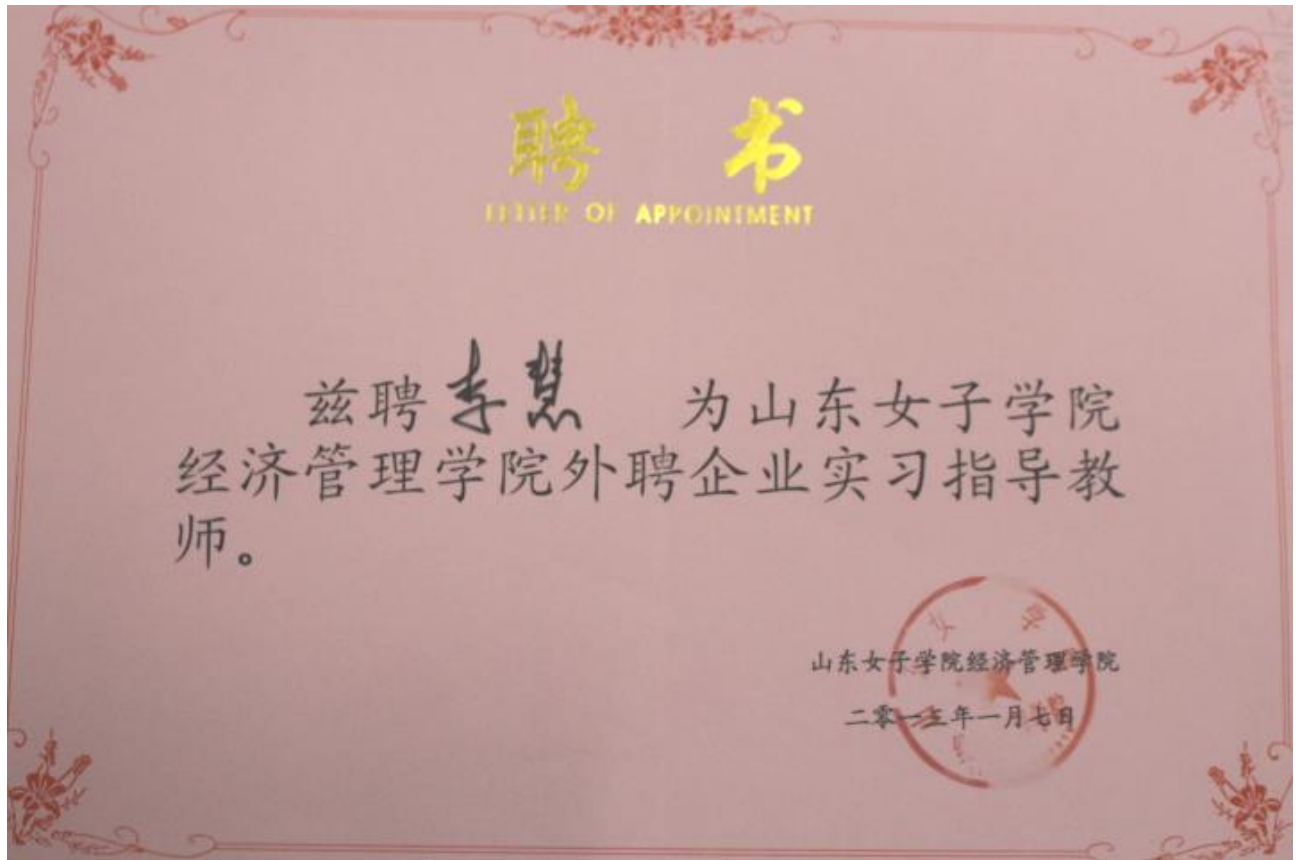 聘 书
LETTER OF APPOINTMENT
兹聘李慧 为山东女子学院
经济管理学院外聘企业实习指导教
师。
山东女子学院经济管理学院
二零一三年一月七日